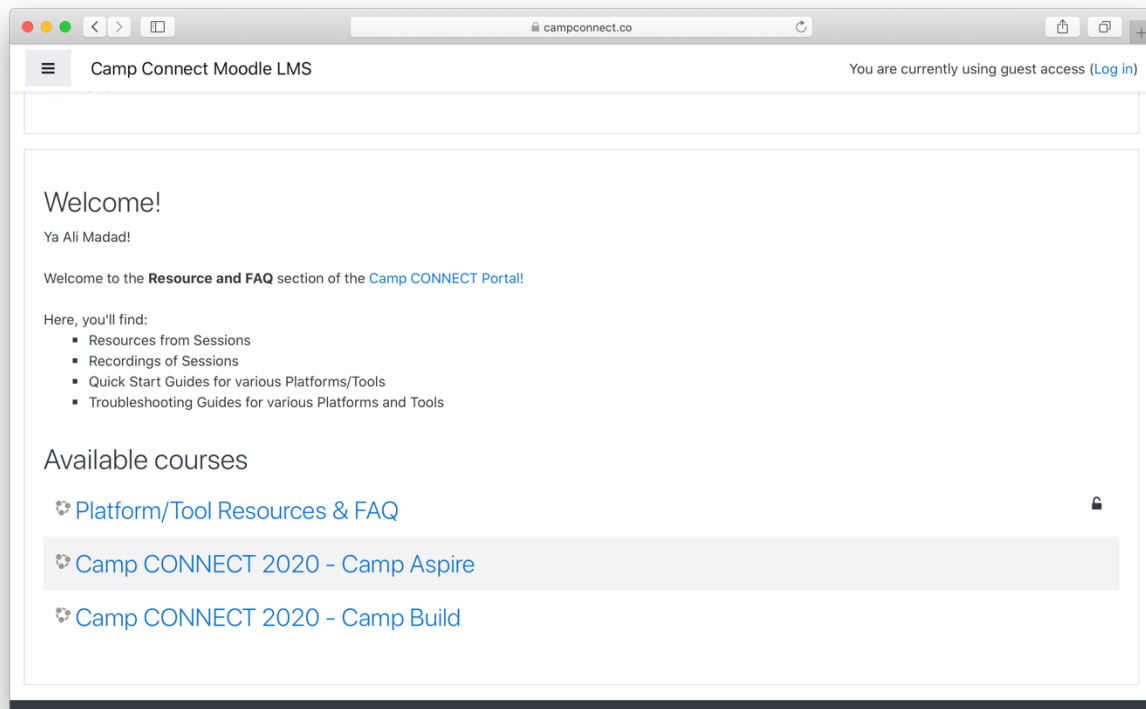 campconnect.co
Camp Connect Moodle LMS
You are currently using guest access (Log in)
Welcome!
Ya Ali Madad!
Welcome to the Resource and FAQ section of the Camp CONNECT Portal!
Here, you'll find:
Resources from Sessions
Recordings of Sessions
Quick Start Guides for various Platforms/Tools
Troubleshooting Guides for various Platforms and Tools
Available courses
Platform/Tool Resources & FAQ
Camp CONNECT 2020 - Camp Aspire
Camp CONNECT 2020 - Camp Build